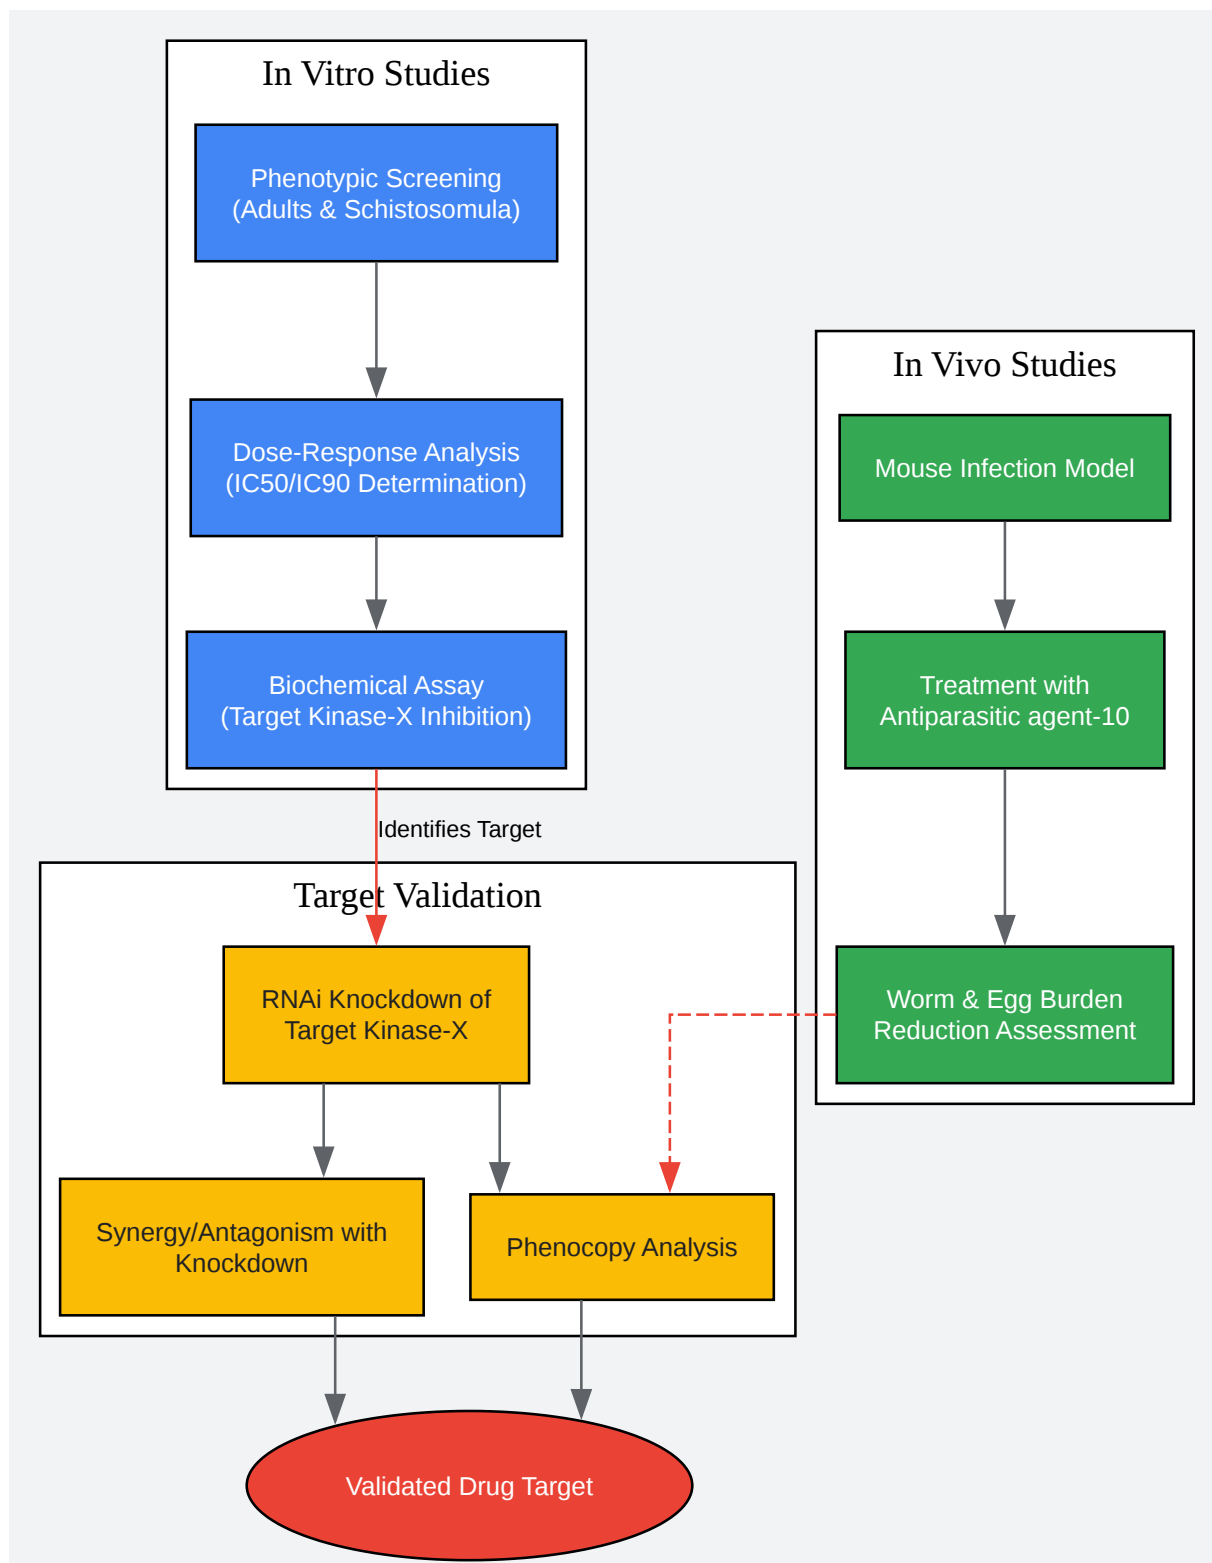 In Vitro Studies
Phenotypic Screening
(Adults & Schistosomula)
Dose-Response Analysis
(IC50/IC90 Determination)
Biochemical Assay
(Target Kinase-X Inhibition)
Identifies Target
In Vivo Studies
Mouse Infection Model
Treatment with
Antiparasitic agent-10
Worm & Egg Burden
Reduction Assessment
Target Validation
RNAi Knockdown of
Target Kinase-X
Synergy/Antagonism with
Knockdown
Phenocopy Analysis
Validated Drug Target